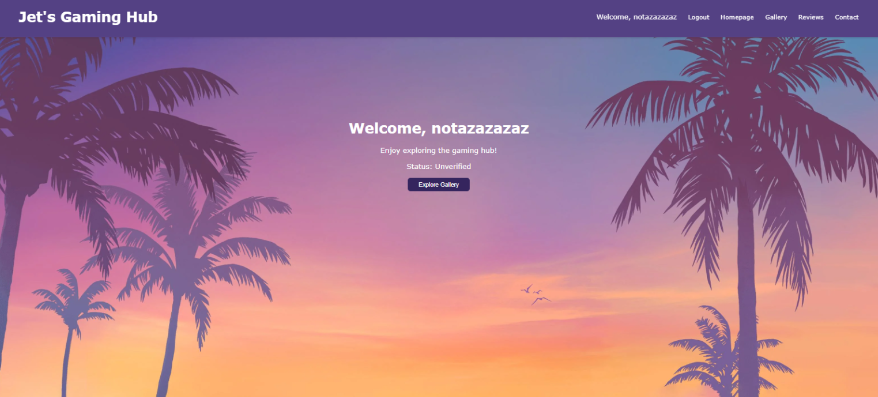 Jet's Gaming Hub
Welcome, notazazazaz Logout Homepage Gallery Reviews Contact
Welcome, notazazazaz
Enjoy exploring the gaming hub!
Status: Unverified
Explore Gallery